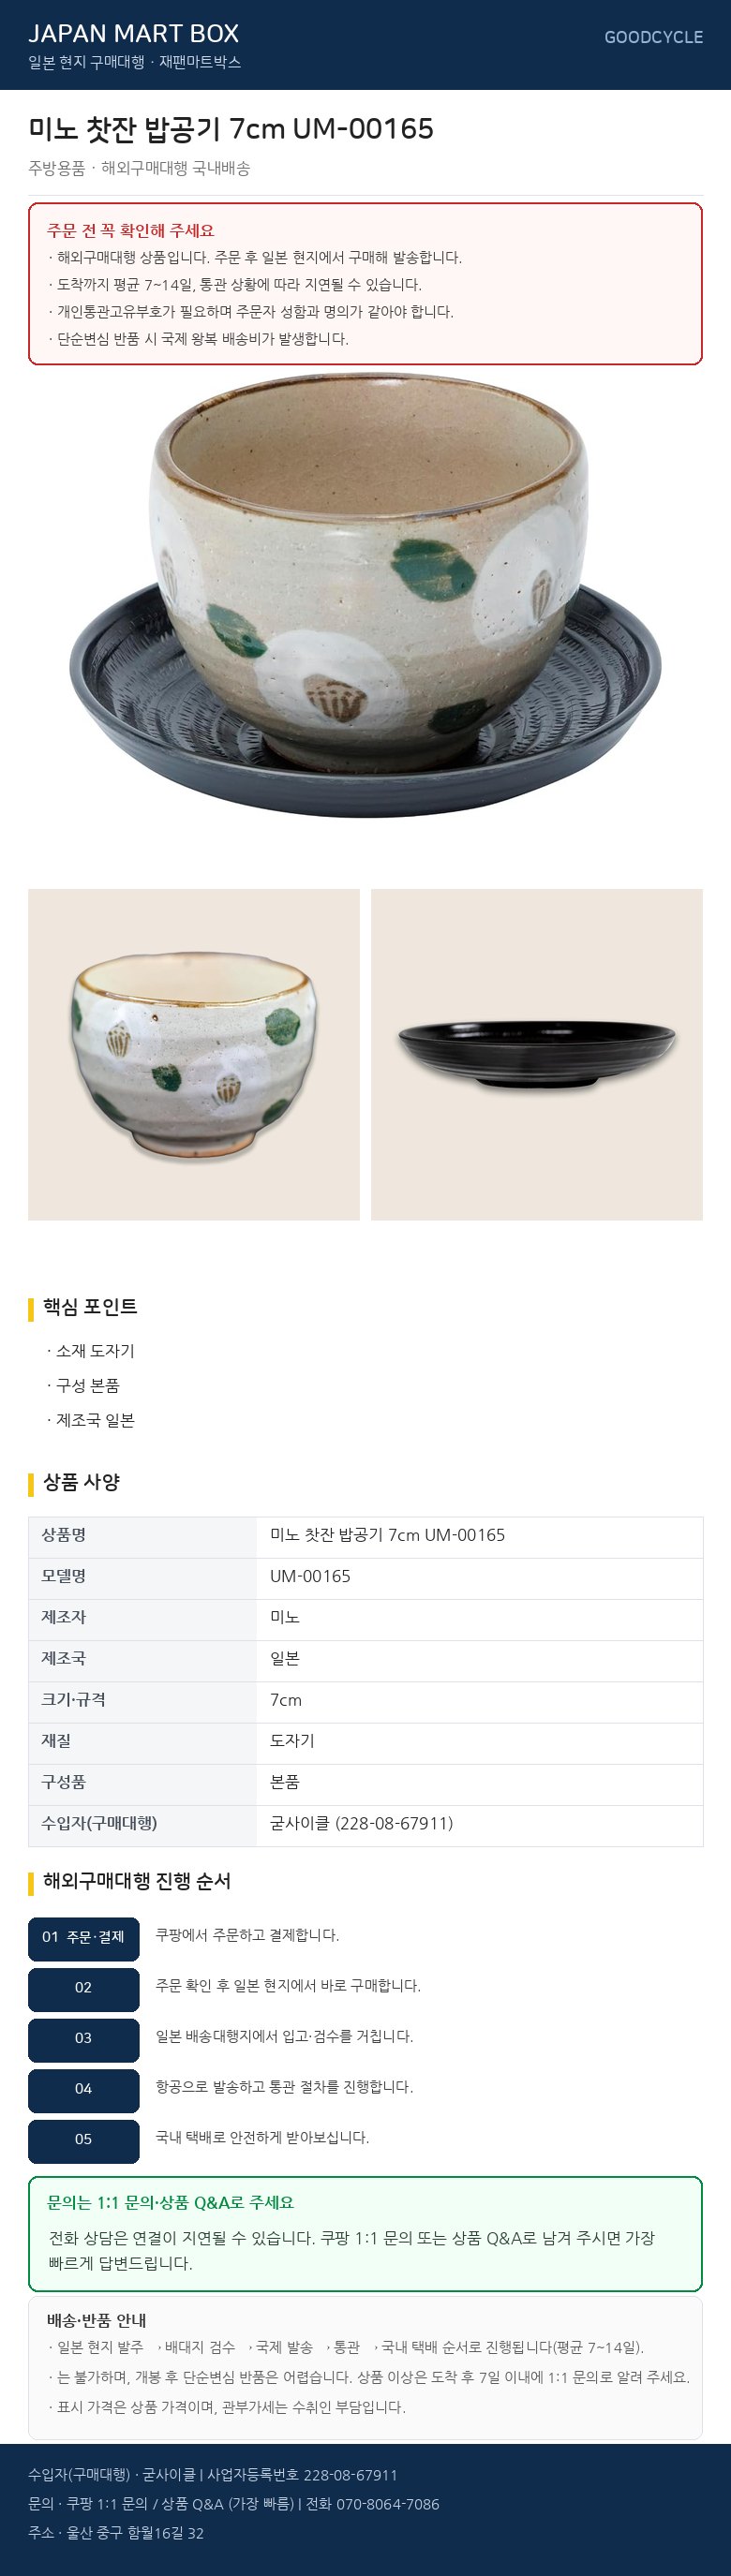 JAPAN MART BOX
일본 현지 구매대행 · 재팬마트박스
GOODCYCLE
미노 찻잔 밥공기 7cm UM-00165
주방용품 · 해외구매대행 국내배송
주문 전 꼭 확인해 주세요
· 해외구매대행 상품입니다. 주문 후 일본 현지에서 구매해 발송합니다.
· 도착까지 평균 7~14일, 통관 상황에 따라 지연될 수 있습니다.
· 개인통관고유부호가 필요하며 주문자 성함과 명의가 같아야 합니다.
· 단순변심 반품 시 국제 왕복 배송비가 발생합니다.
핵심 포인트
· 소재 도자기
· 구성 본품
· 제조국 일본
상품 사양
상품명 미노 찻잔 밥공기 7cm UM-00165
모델명 UM-00165
제조자 미노
제조국 일본
크기·규격 7cm
재질 도자기
구성품 본품
수입자(구매대행) 굳사이클 (228-08-67911)
해외구매대행 진행 순서
01 주문·결제 쿠팡에서 주문하고 결제합니다.
02 주문 확인 후 일본 현지에서 바로 구매합니다.
03 일본 배송대행지에서 입고·검수를 거칩니다.
04 항공으로 발송하고 통관 절차를 진행합니다.
05 국내 택배로 안전하게 받아보십니다.
문의는 1:1 문의·상품 Q&A로 주세요
전화 상담은 연결이 지연될 수 있습니다. 쿠팡 1:1 문의 또는 상품 Q&A로 남겨 주시면 가장
빠르게 답변드립니다.
배송·반품 안내
· 일본 현지 발주 › 배대지 검수 › 국제 발송 › 통관 › 국내 택배 순서로 진행됩니다(평균 7~14일).
· 는 불가하며, 개봉 후 단순변심 반품은 어렵습니다. 상품 이상은 도착 후 7일 이내에 1:1 문의로 알려 주세요.
· 표시 가격은 상품 가격이며, 관부가세는 수취인 부담입니다.
수입자(구매대행) · 굳사이클 | 사업자등록번호 228-08-67911
문의 · 쿠팡 1:1 문의 / 상품 Q&A (가장 빠름) | 전화 070-8064-7086
주소 · 울산 중구 함월16길 32